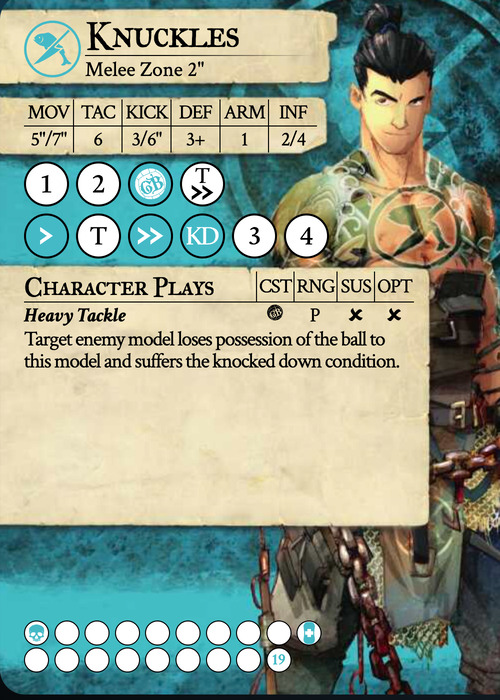 KNUCKLES
Melee Zone 2"
MOV TAC KICK DEF ARM INF
5"/7" 6 3/6" 3+ 1 2/4
1 2 GB T >>
> T >> KD 3 4
CHARACTER PLAYS CST RNG SUS OPT
Heavy Tackle GB P ✘ ✘
Target enemy model loses possession of the ball to
this model and suffers the knocked down condition.
19